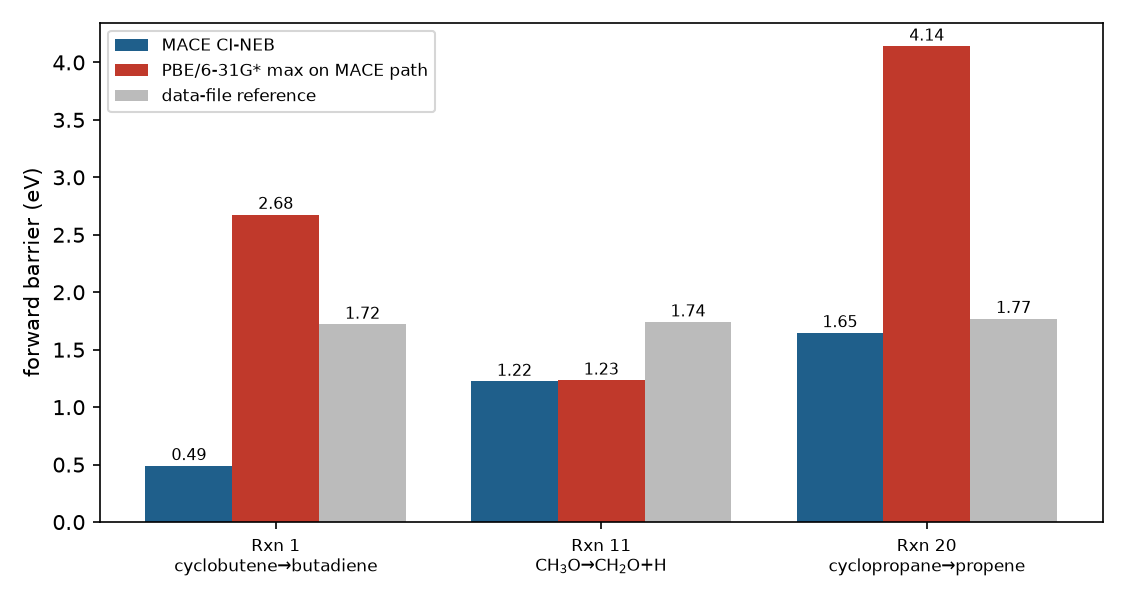 MACE CI-NEB
PBE/6-31G* max on MACE path
data-file reference
forward barrier (eV)
4.0
3.5
3.0
2.5
2.0
1.5
1.0
0.5
0.0
0.49
2.68
1.72
1.22
1.23
1.74
1.65
4.14
1.77
Rxn 1
cyclobutene→butadiene
Rxn 11
CH₃O→CH₂O+H
Rxn 20
cyclopropane→propene